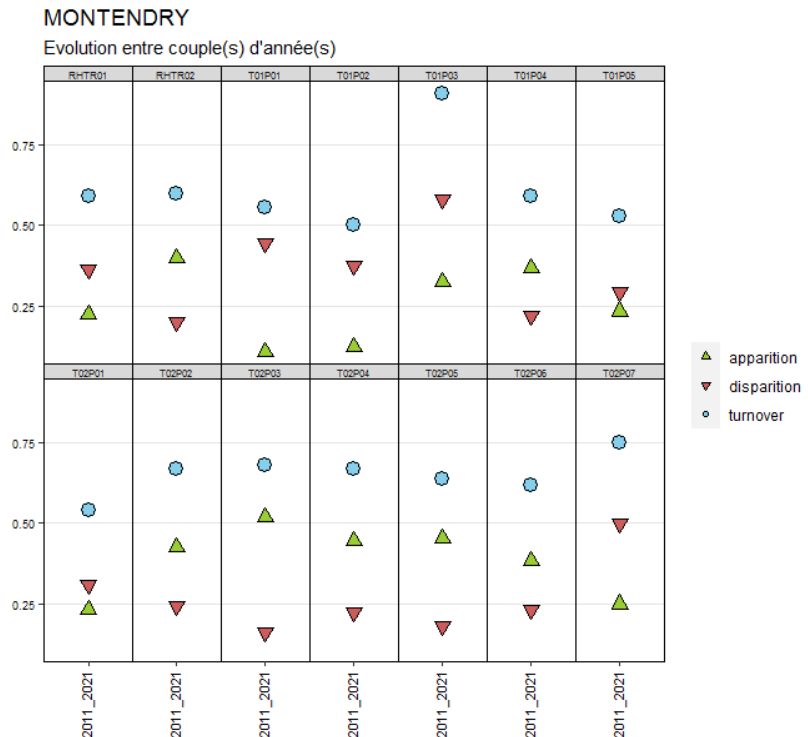 MONTENDRY
Evolution entre couple(s) d'année(s)
RHTR01 RHTR02 T01P01 T01P02 T01P03 T01P04 T01P05
0.75
0.50
0.25
T02P01 T02P02 T02P03 T02P04 T02P05 T02P06 T02P07
0.75
0.50
0.25
2011_2021 2011_2021 2011_2021 2011_2021 2011_2021 2011_2021 2011_2021
apparition
disparition
turnover